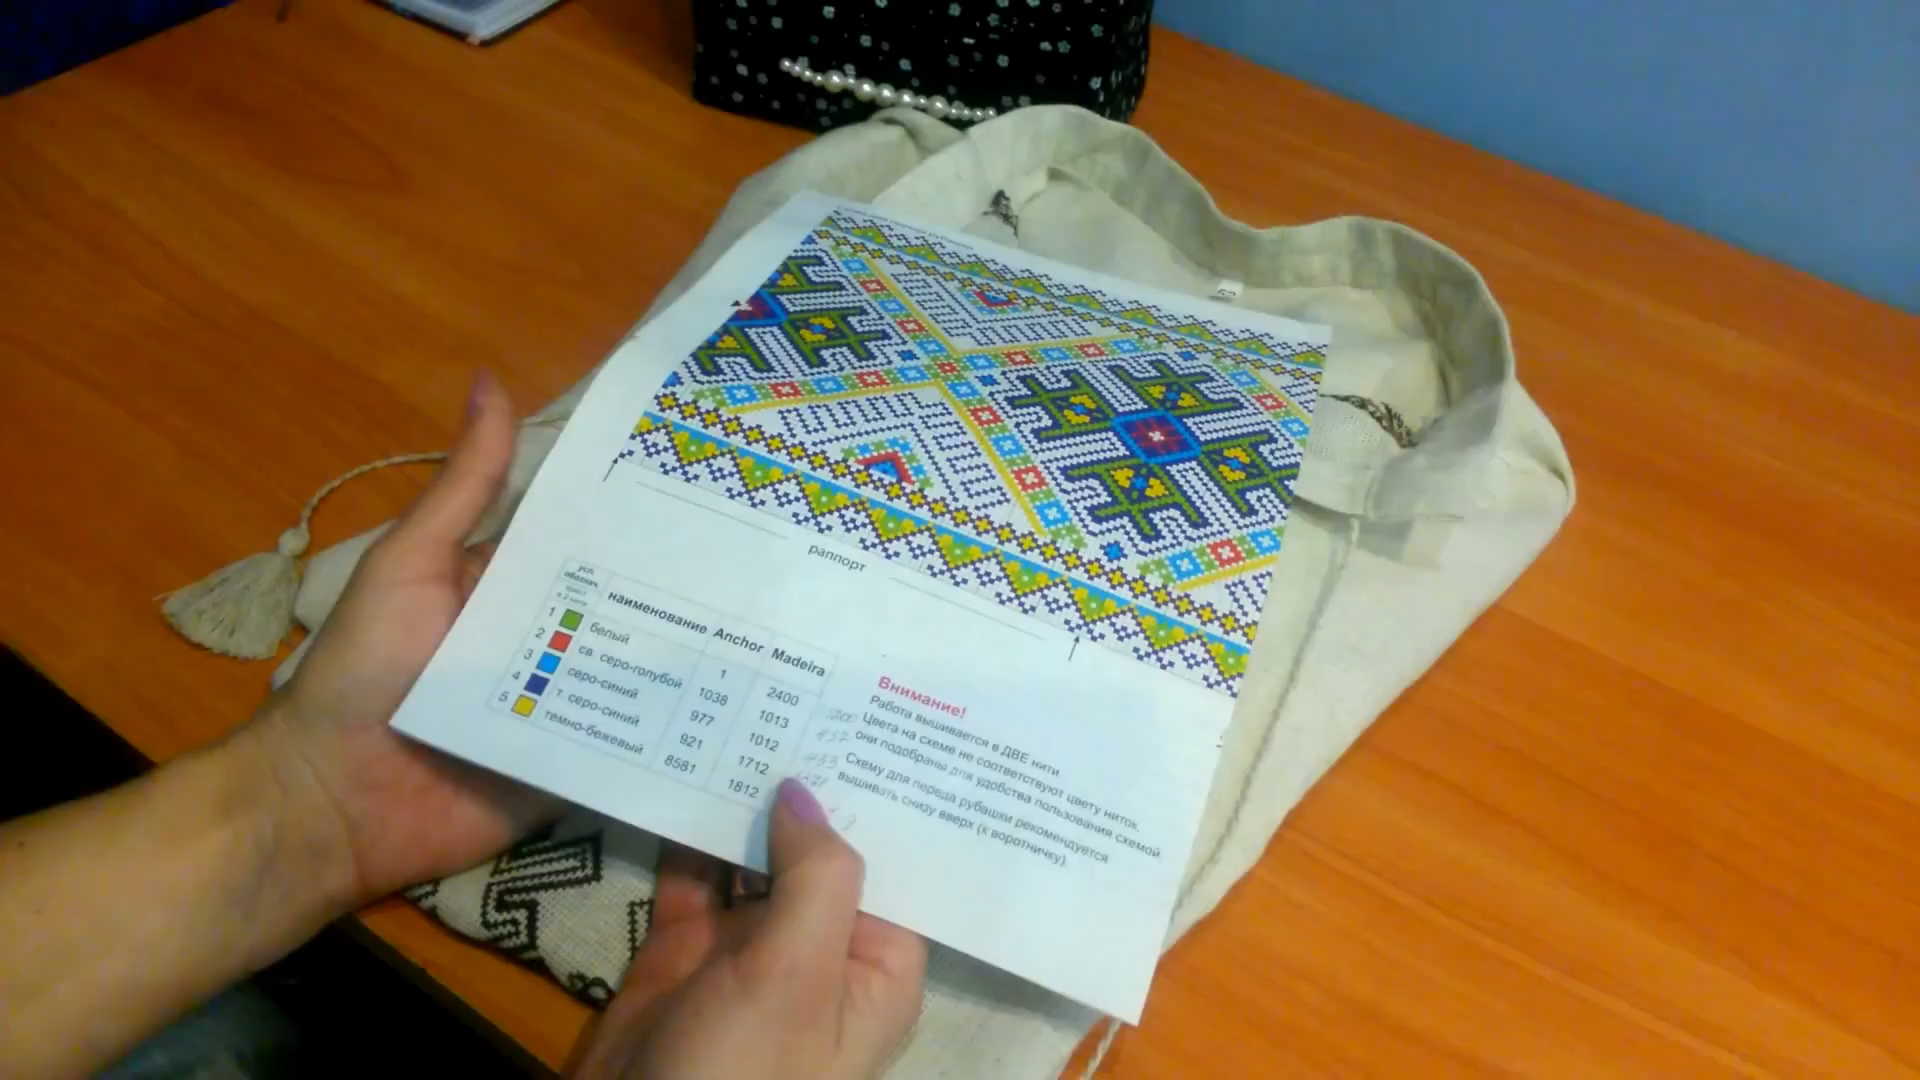 раппорт
усл. обознач.
наименование Anchor Madeira
1 белый 1 2400
2 св. серо-голубой 1038 1013
3 серо-синий 977 1012
4 т. серо-синий 921 1712
5 темно-бежевый 8581 1812
Внимание!
Работа вышивается в ДВЕ нити
Цвета на схеме не соответствуют цвету ниток,
они подобраны для удобства пользования схемой
Схему для переда рубашки рекомендуется
вышивать снизу вверх (к воротничку).